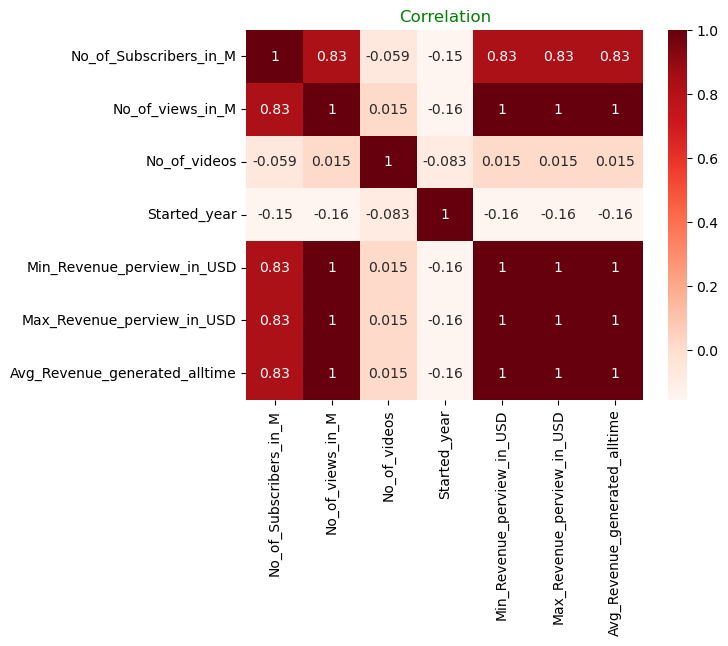 Correlation
No_of_Subscribers_in_M 1 0.83 -0.059 -0.15 0.83 0.83 0.83
No_of_views_in_M 0.83 1 0.015 -0.16 1 1 1
No_of_videos -0.059 0.015 1 -0.083 0.015 0.015 0.015
Started_year -0.15 -0.16 -0.083 1 -0.16 -0.16 -0.16
Min_Revenue_perview_in_USD 0.83 1 0.015 -0.16 1 1 1
Max_Revenue_perview_in_USD 0.83 1 0.015 -0.16 1 1 1
Avg_Revenue_generated_alltime 0.83 1 0.015 -0.16 1 1 1
No_of_Subscribers_in_M
No_of_views_in_M
No_of_videos
Started_year
Min_Revenue_perview_in_USD
Max_Revenue_perview_in_USD
Avg_Revenue_generated_alltime
1.0
0.8
0.6
0.4
0.2
0.0